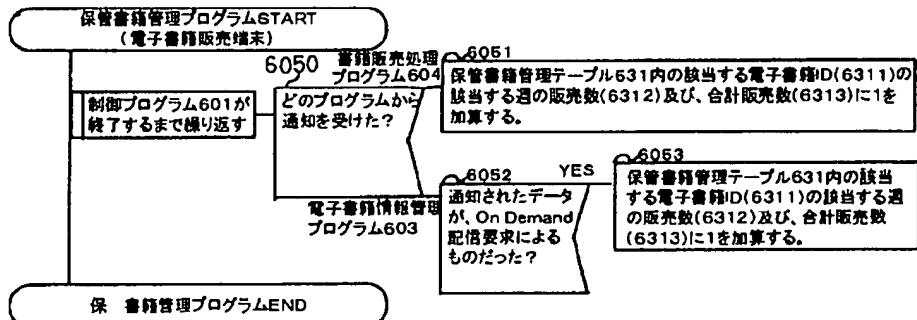 保管書籍管理プログラムSTART
(電子書籍販売端末)
制御プログラム601が
終了するまで繰り返す
6050
どのプログラムから
通知を受けた?
書籍販売処理
プログラム604
6051
保管書籍管理テーブル631内の該当する電子書籍ID(6311)の
該当する週の販売数(6312)及び、合計販売数(6313)に1を
加算する。
電子書籍情報管理
プログラム603
6052
通知されたデータ
が、On Demand
配信要求による
ものだった?
YES
6053
保管書籍管理テーブル631内の該当
する電子書籍ID(6311)の該当する週
の販売数(6312)及び、合計販売数
(6313)に1を加算する。
保 書籍管理プログラムEND